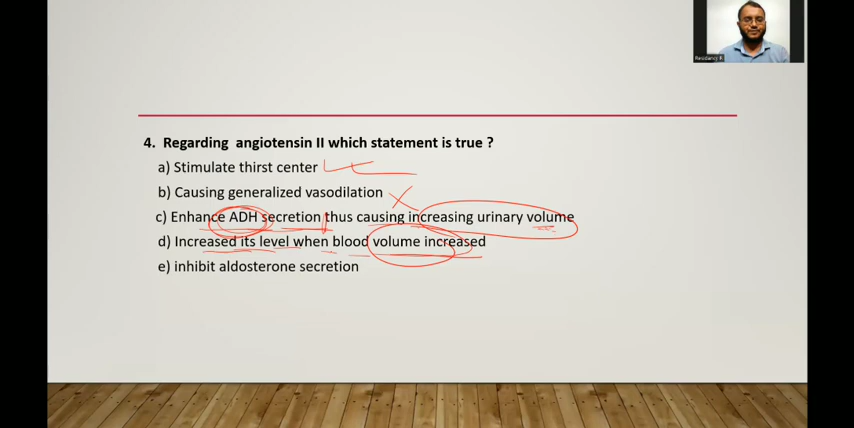 4. Regarding angiotensin II which statement is true ?
a) Stimulate thirst center
b) Causing generalized vasodilation
c) Enhance ADH secretion thus causing increasing urinary volume
d) Increased its level when blood volume increased
e) inhibit aldosterone secretion